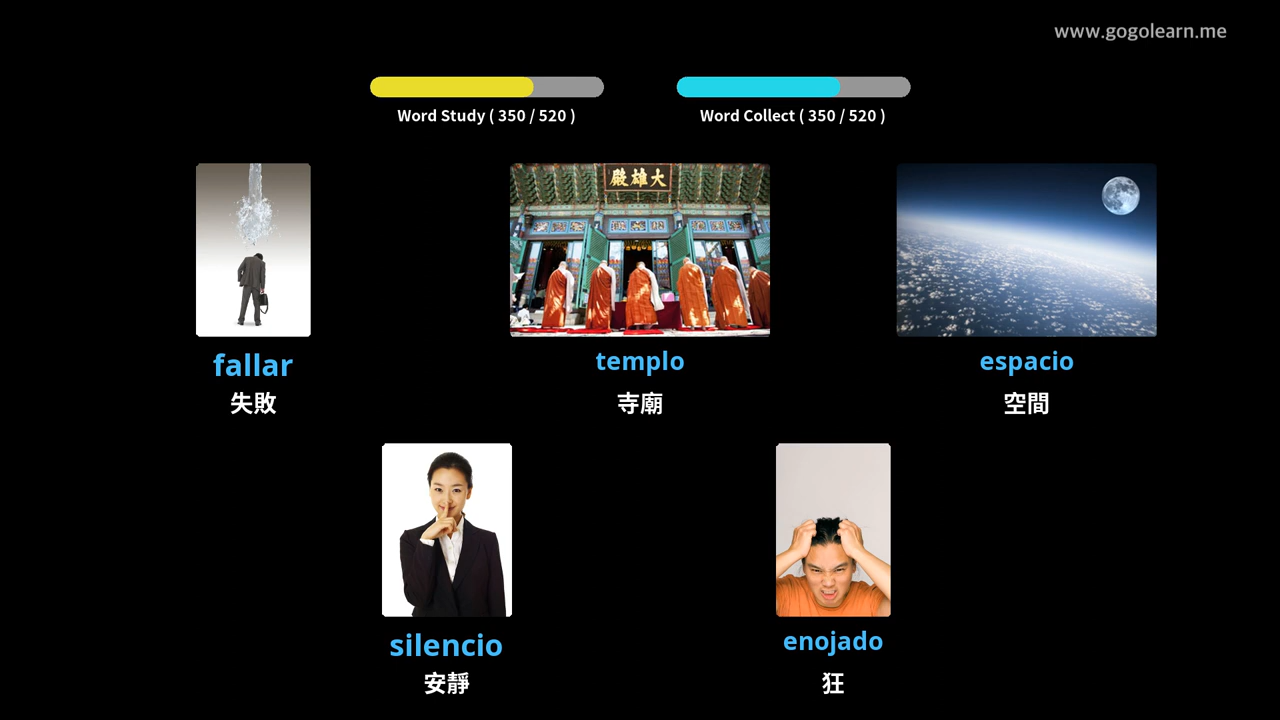 www.gogolearn.me
Word Study ( 350 / 520 )
Word Collect ( 350 / 520 )
殿雄大
fallar
templo
espacio
失敗
寺廟
空間
silencio
enojado
安靜
狂